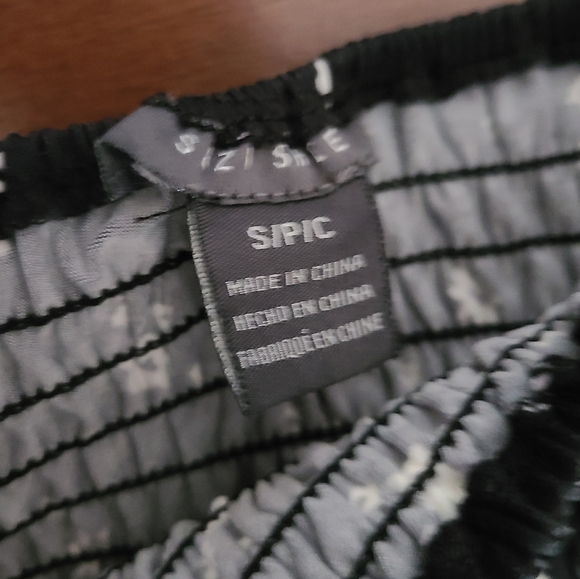 S/P/C
MADE IN CHINA
HECHO EN CHINA
FABRIQUÉ EN CHINE